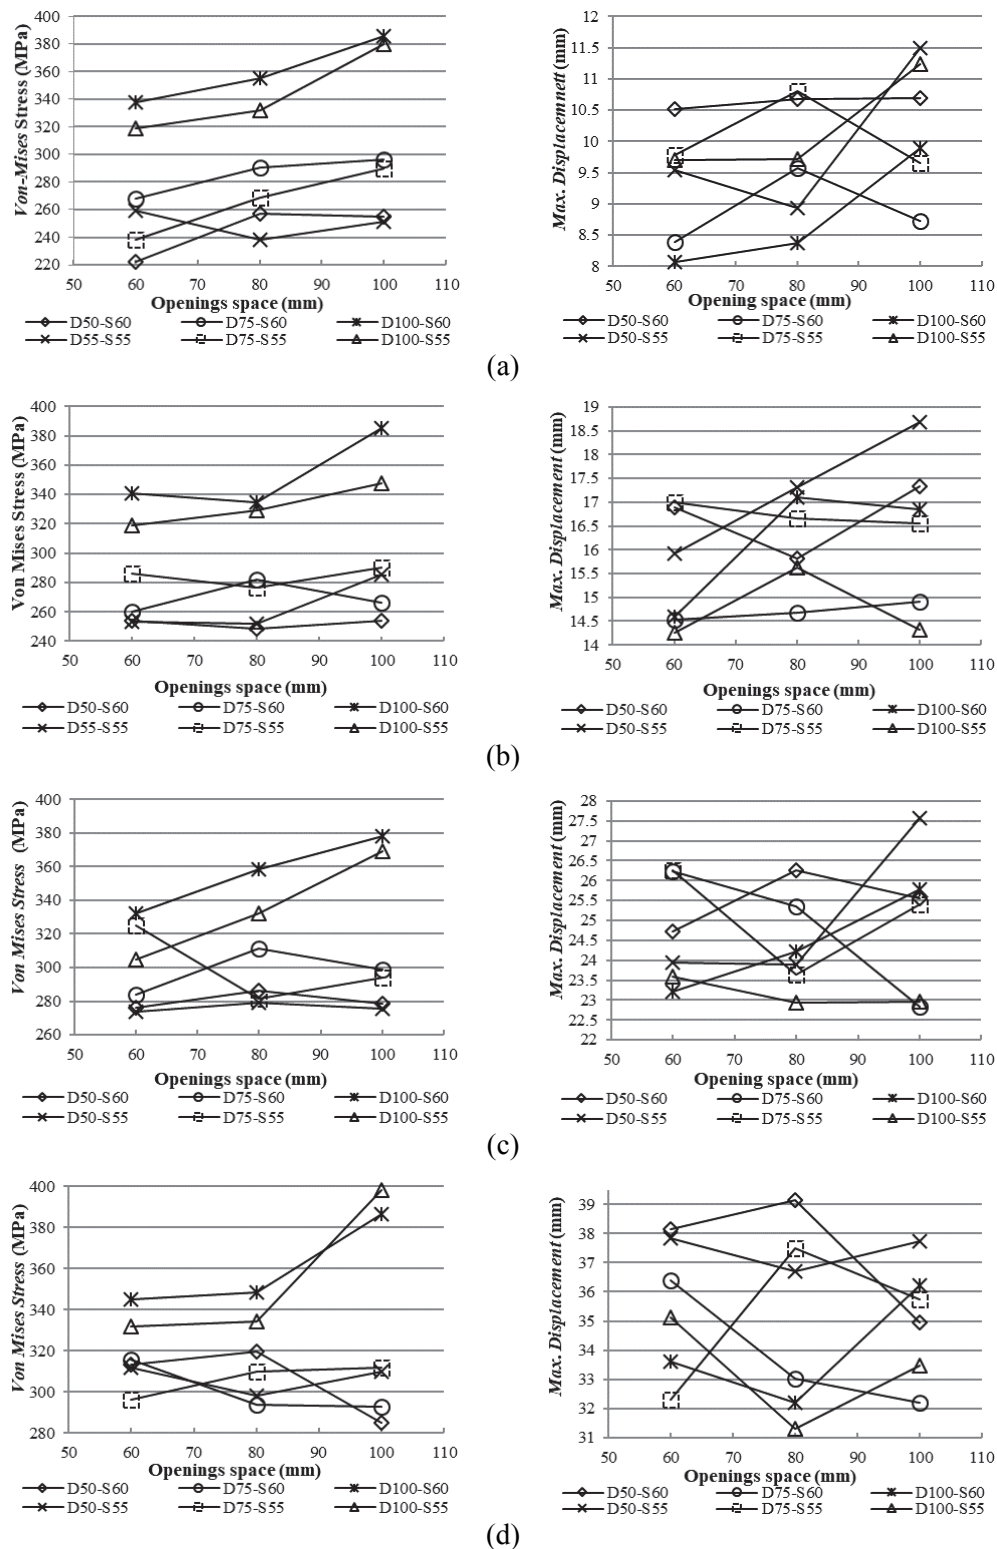 Von-Mises Stress (MPa)
400
380
360
340
320
300
280
260
240
220
50 60 70 80 90 100 110
Openings space (mm)
D50-S60 D75-S60 D100-S60
D55-S55 D75-S55 D100-S55
Max. Displacemnett (mm)
12
11.5
11
10.5
10
9.5
9
8.5
8
50 60 70 80 90 100 110
Opening space (mm)
D50-S60 D75-S60 D100-S60
D50-S55 D75-S55 D100-S55
(a)
Von Mises Stress (MPa)
400
380
360
340
320
300
280
260
240
50 60 70 80 90 100 110
Openings space (mm)
D50-S60 D75-S60 D100-S60
D55-S55 D75-S55 D100-S55
Max. Displacement (mm)
19
18.5
18
17.5
17
16.5
16
15.5
15
14.5
14
50 60 70 80 90 100 110
Openings space (mm)
D50-S60 D75-S60 D100-S60
D50-S55 D75-S55 D100-S55
(b)
Von Mises Stress (MPa)
400
380
360
340
320
300
280
260
50 60 70 80 90 100 110
Openings space (mm)
D50-S60 D75-S60 D100-S60
D50-S55 D75-S55 D100-S55
Max. Displacement (mm)
28
27.5
27
26.5
26
25.5
25
24.5
24
23.5
23
22.5
22
50 60 70 80 90 100 110
Opening space (mm)
D50-S60 D75-S60 D100-S60
D50-S55 D75-S55 D100-S55
(c)
Von Mises Stress (MPa)
400
380
360
340
320
310
300
280
50 60 70 80 90 100 110
Openings space (mm)
D50-S60 D75-S60 D100-S60
D50-S55 D75-S55 D100-S55
Max. Displacement (mm)
39
38
37
36
35
34
33
32
31
50 60 70 80 90 100 110
Openings space (mm)
D50-S60 D75-S60 D100-S60
D50-S55 D75-S55 D100-S55
(d)